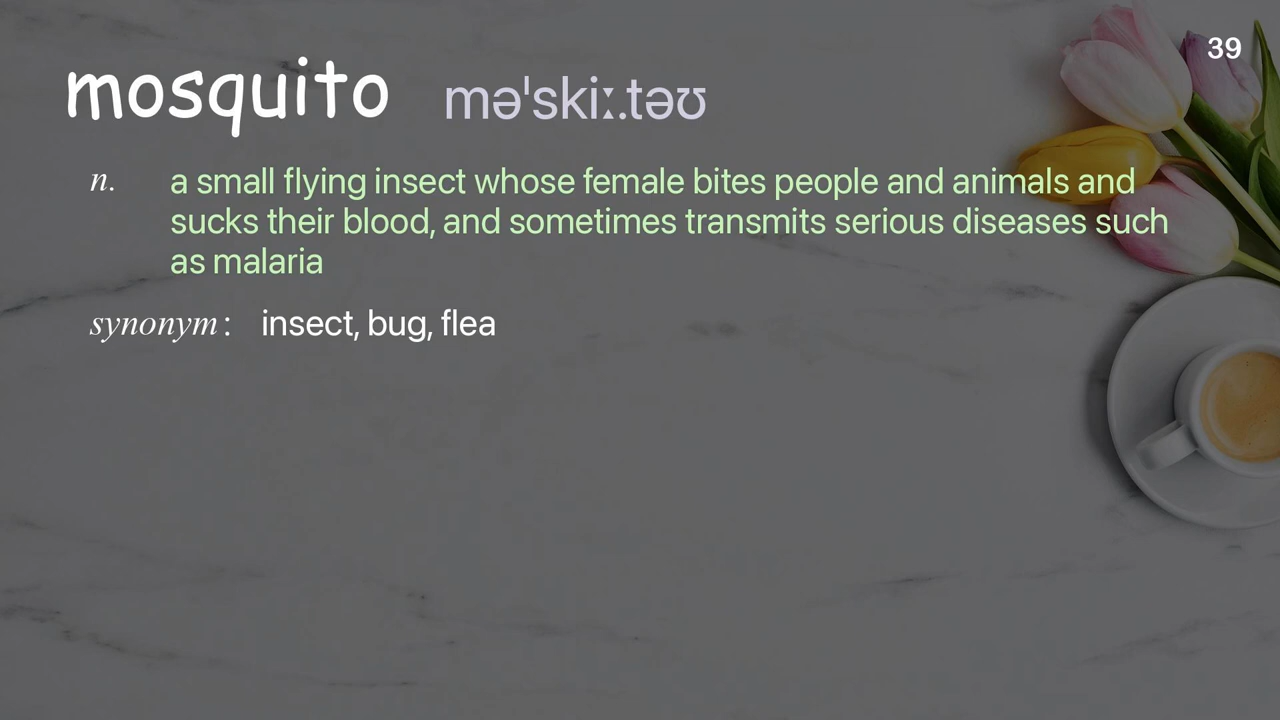 39
mosquito məˈskiː.təʊ
n. a small flying insect whose female bites people and animals and
sucks their blood, and sometimes transmits serious diseases such
as malaria
synonym: insect, bug, flea